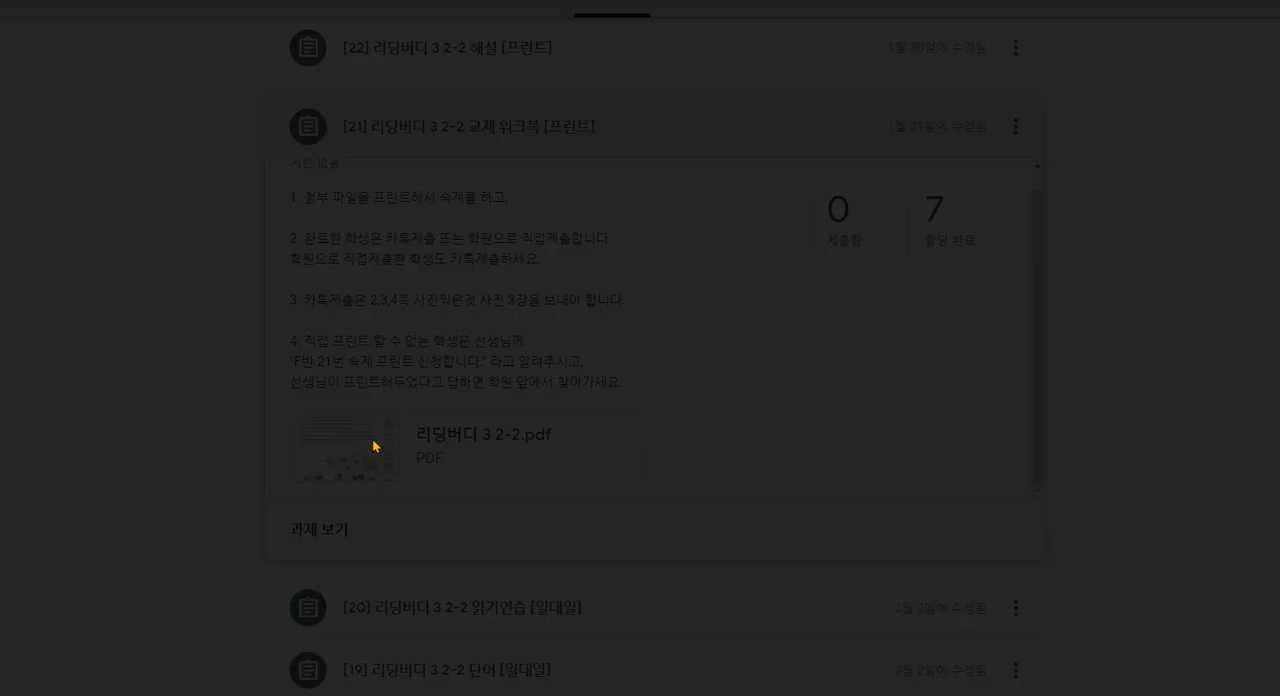 [22] 리딩버디 3 2-2 해설 [프린트]
1월 30일에 수정됨
[21] 리딩버디 3 2-2 교재 워크북 [프린트]
1월 21일에 수정됨
기한 없음
1. 첨부 파일을 프린트해서 숙제를 하고,
0
7
제출함
할당 완료
2. 완료한 학생은 카톡제출 또는 학원으로 직접제출합니다
학원으로 직접제출한 학생도 카톡제출하세요.
3. 카톡제출은 2,3,4쪽 사진찍은것 사진 3장을 보내야 합니다.
4. 직접 프린트 할 수 없는 학생은 선생님께,
"F반 21번 숙제 프린트 신청합니다." 라고 알려주시고,
선생님이 프린트해두었다고 답하면 학원 앞에서 찾아가세요.
리딩버디 3 2-2.pdf
PDF
과제 보기
[20] 리딩버디 3 2-2 읽기연습 [일대일]
2월 2일에 수정됨
[19] 리딩버디 3 2-2 단어 [일대일]
2월 2일에 수정됨